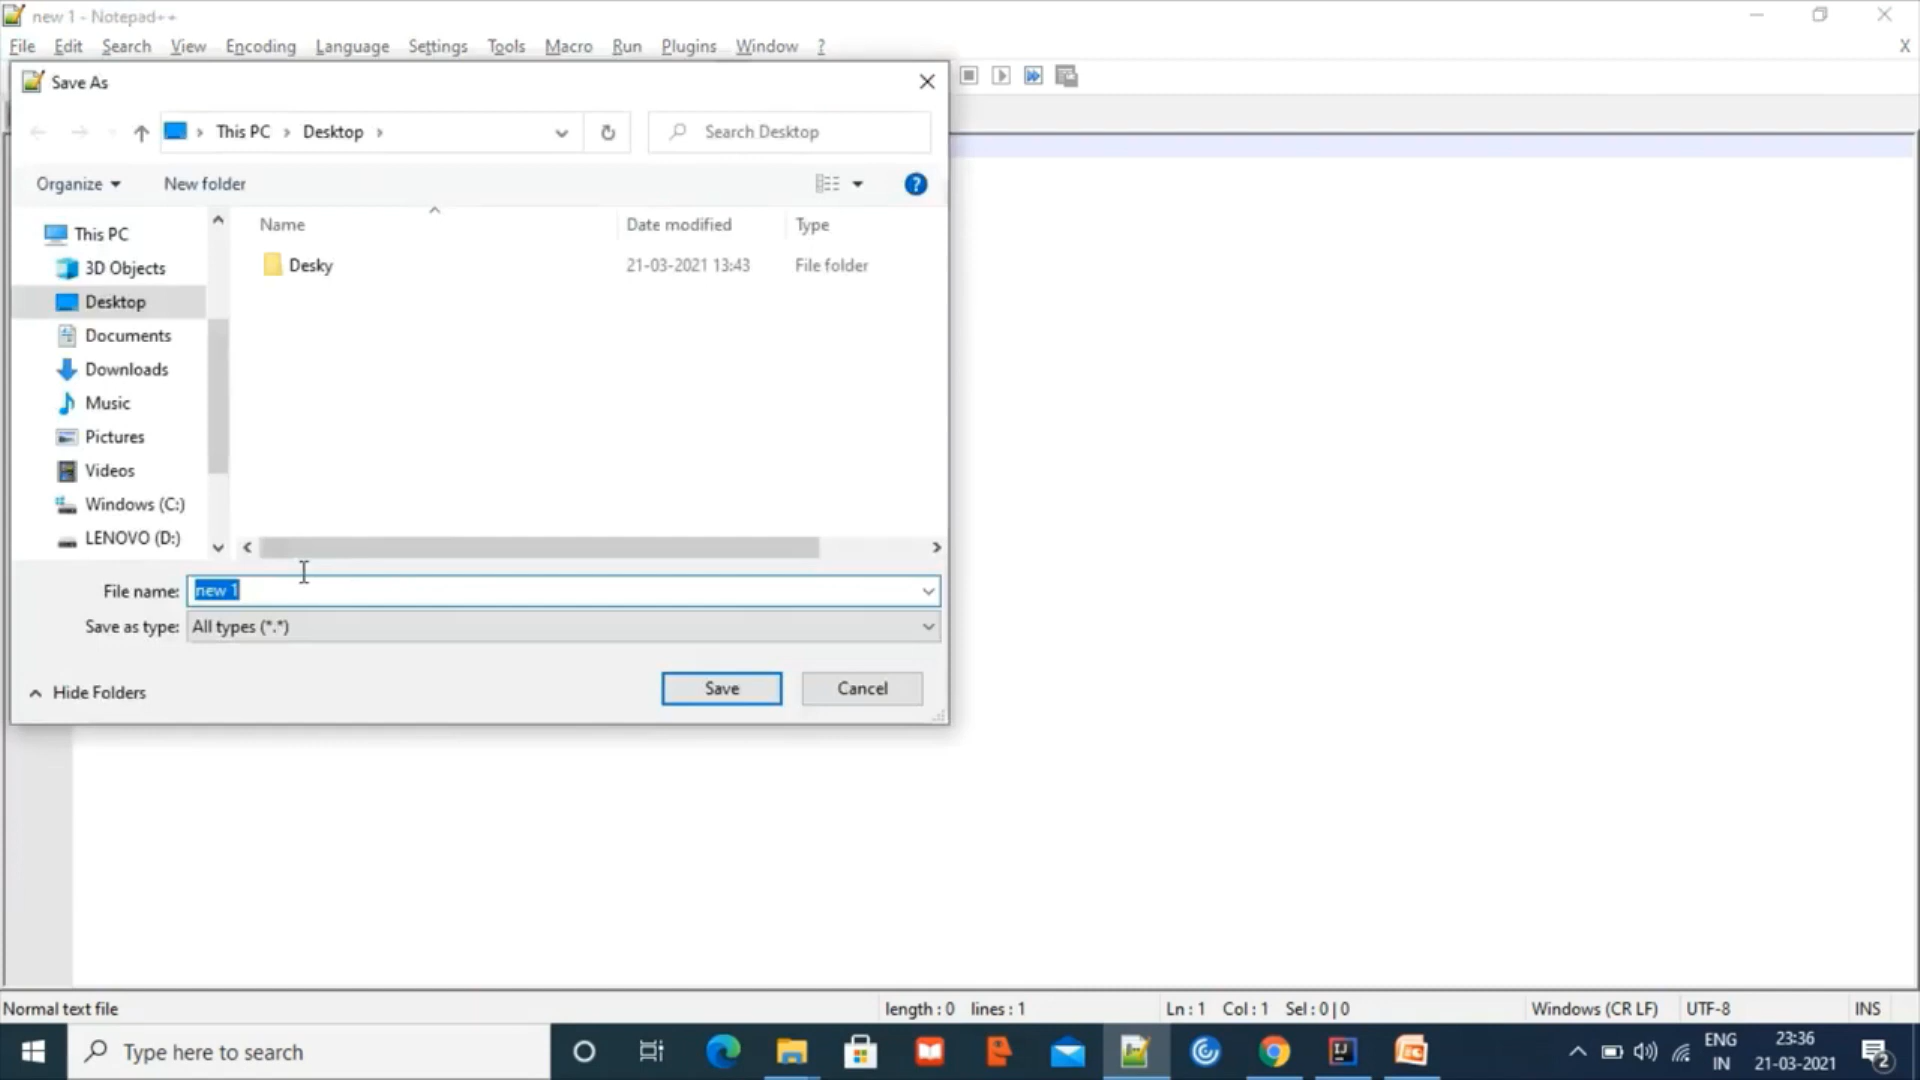 new 1 - Notepad++
File Edit Search View Encoding Language Settings Tools Macro Run Plugins Window ?
X
Save As
This PC > Desktop >
Search Desktop
Organize
New folder
Name Date modified Type
This PC
3D Objects
Desktop
Documents
Downloads
Music
Pictures
Videos
Windows (C:)
LENOVO (D:)
Desky 21-03-2021 13:43 File folder
File name: new 1
Save as type: All types (*.*)
Hide Folders
Save
Cancel
Normal text file length : 0 lines : 1 Ln : 1 Col : 1 Sel : 0 | 0 Windows (CR LF) UTF-8 INS
Type here to search
ENG
IN
23:36
21-03-2021
2